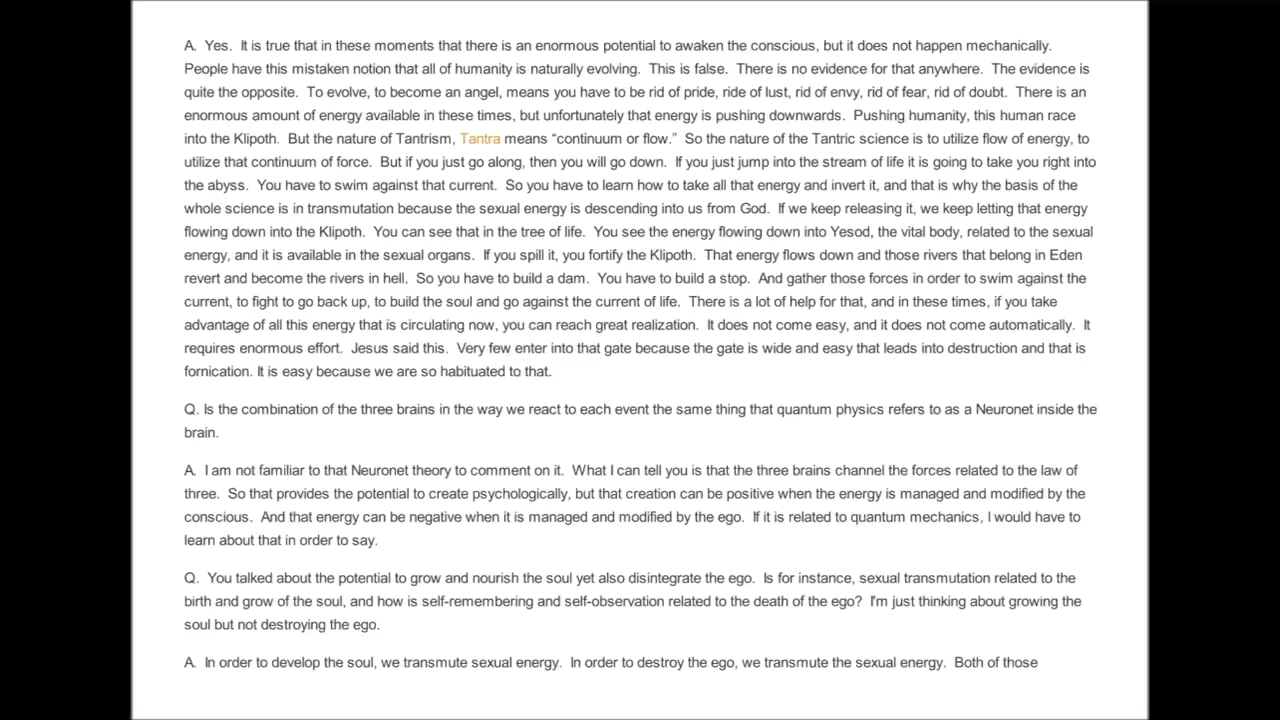 A.  Yes.  It is true that in these moments that there is an enormous potential to awaken the conscious, but it does not happen mechanically.
People have this mistaken notion that all of humanity is naturally evolving.  This is false.  There is no evidence for that anywhere.  The evidence is
quite the opposite.  To evolve, to become an angel, means you have to be rid of pride, ride of lust, rid of envy, rid of fear, rid of doubt.  There is an
enormous amount of energy available in these times, but unfortunately that energy is pushing downwards.  Pushing humanity, this human race
into the Klipoth.  But the nature of Tantrism, Tantra means “continuum or flow.”  So the nature of the Tantric science is to utilize flow of energy, to
utilize that continuum of force.  But if you just go along, then you will go down.  If you just jump into the stream of life it is going to take you right into
the abyss.  You have to swim against that current.  So you have to learn how to take all that energy and invert it, and that is why the basis of the
whole science is in transmutation because the sexual energy is descending into us from God.  If we keep releasing it, we keep letting that energy
flowing down into the Klipoth.  You can see that in the tree of life.  You see the energy flowing down into Yesod, the vital body, related to the sexual
energy, and it is available in the sexual organs.  If you spill it, you fortify the Klipoth.  That energy flows down and those rivers that belong in Eden
revert and become the rivers in hell.  So you have to build a dam.  You have to build a stop.  And gather those forces in order to swim against the
current, to fight to go back up, to build the soul and go against the current of life.  There is a lot of help for that, and in these times, if you take
advantage of all this energy that is circulating now, you can reach great realization.  It does not come easy, and it does not come automatically.  It
requires enormous effort.  Jesus said this.  Very few enter into that gate because the gate is wide and easy that leads into destruction and that is
fornication. It is easy because we are so habituated to that.
Q. Is the combination of the three brains in the way we react to each event the same thing that quantum physics refers to as a Neuronet inside the
brain.
A.  I am not familiar to that Neuronet theory to comment on it.  What I can tell you is that the three brains channel the forces related to the law of
three.  So that provides the potential to create psychologically, but that creation can be positive when the energy is managed and modified by the
conscious.  And that energy can be negative when it is managed and modified by the ego.  If it is related to quantum mechanics, I would have to
learn about that in order to say.
Q.  You talked about the potential to grow and nourish the soul yet also disintegrate the ego.  Is for instance, sexual transmutation related to the
birth and grow of the soul, and how is self-remembering and self-observation related to the death of the ego?  I'm just thinking about growing the
soul but not destroying the ego.
A.  In order to develop the soul, we transmute sexual energy.  In order to destroy the ego, we transmute the sexual energy.  Both of those